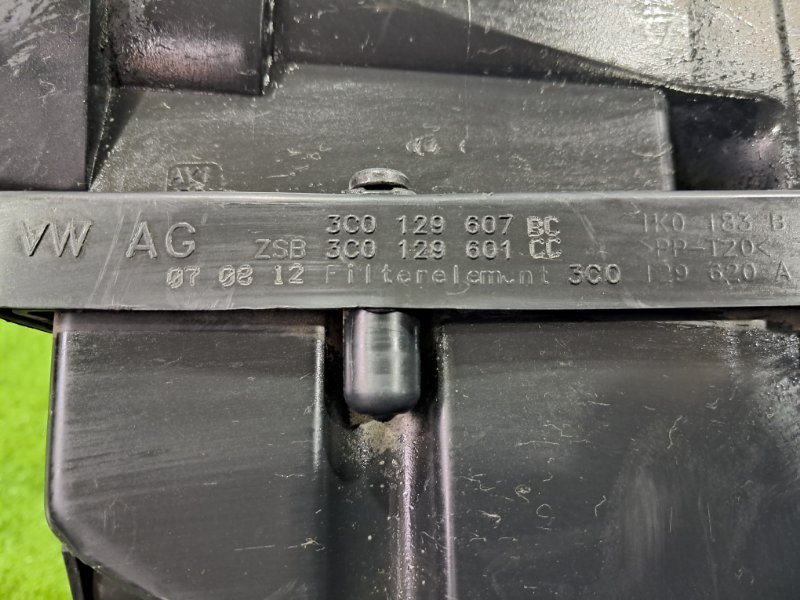 VW AG
3C0 129 607 BC
ZSB 3C0 129 601 CC
07 08 12 Filterelement 3C0 129 620 A
1K0 183 B
>PP-T20<